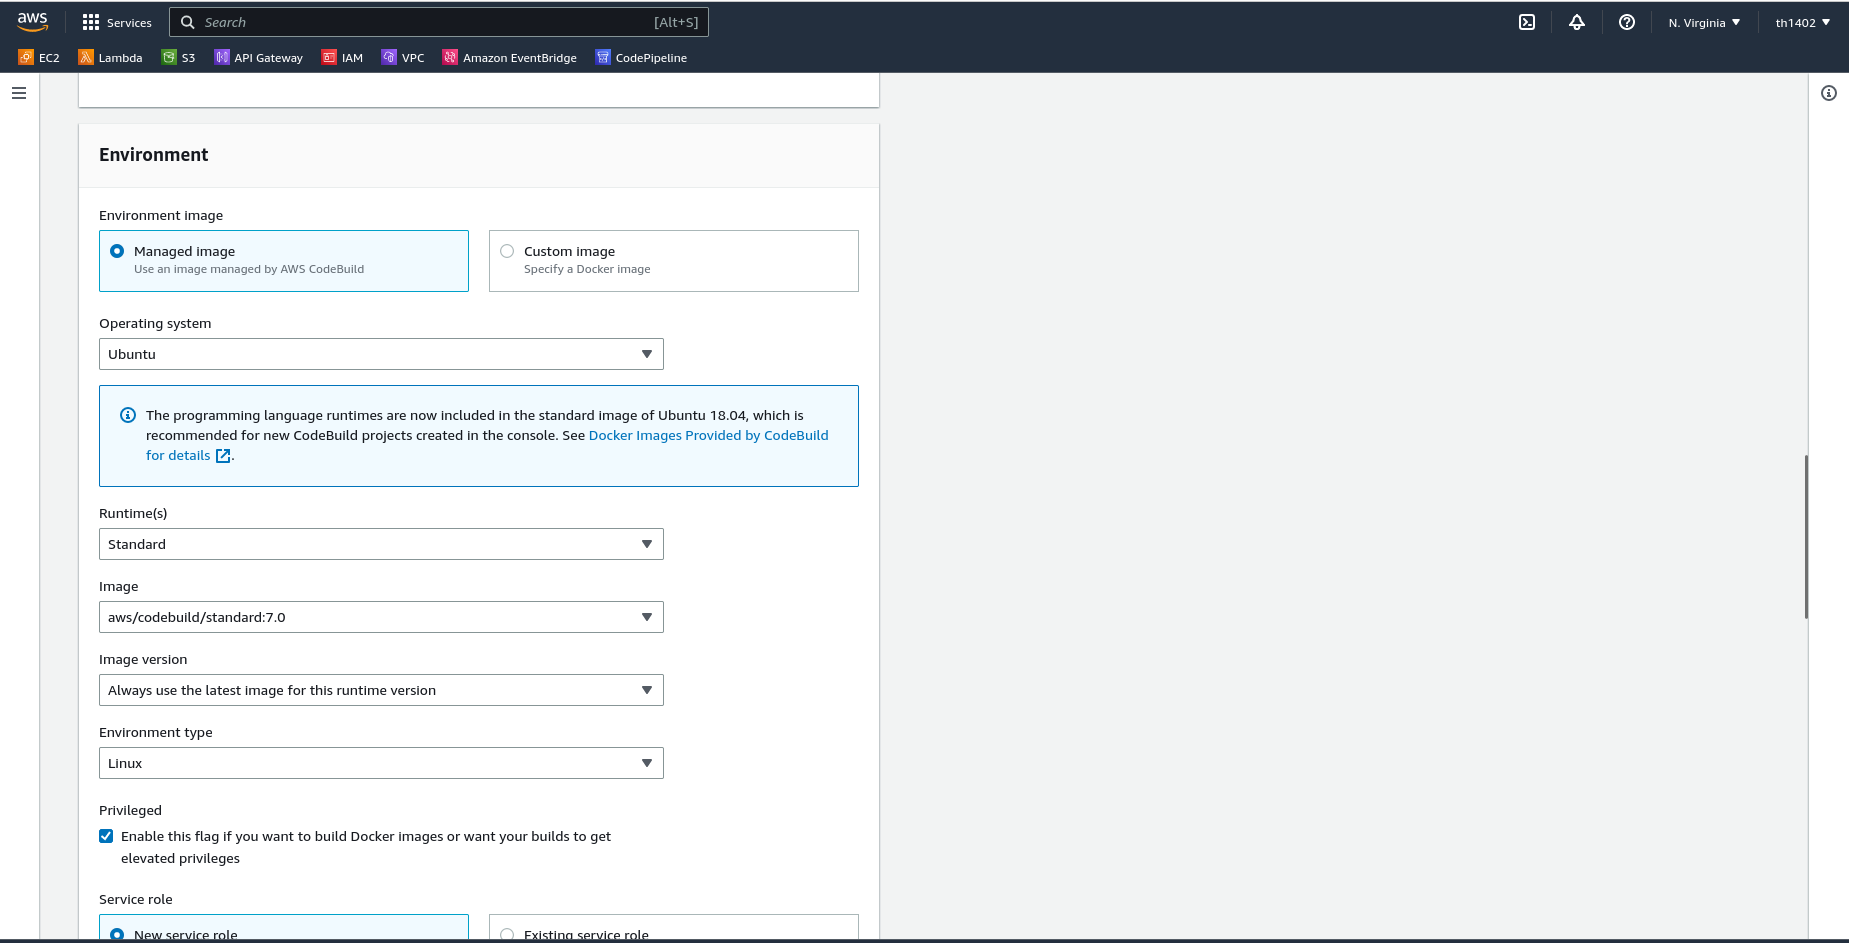 aws
Services
Search
[Alt+S]
N. Virginia
th1402
EC2
Lambda
S3
API Gateway
IAM
VPC
Amazon EventBridge
CodePipeline
Environment
Environment image
Managed image
Use an image managed by AWS CodeBuild
Custom image
Specify a Docker image
Operating system
Ubuntu
The programming language runtimes are now included in the standard image of Ubuntu 18.04, which is
recommended for new CodeBuild projects created in the console. See Docker Images Provided by CodeBuild
for details .
Runtime(s)
Standard
Image
aws/codebuild/standard:7.0
Image version
Always use the latest image for this runtime version
Environment type
Linux
Privileged
Enable this flag if you want to build Docker images or want your builds to get
elevated privileges
Service role
New service role
Existing service role